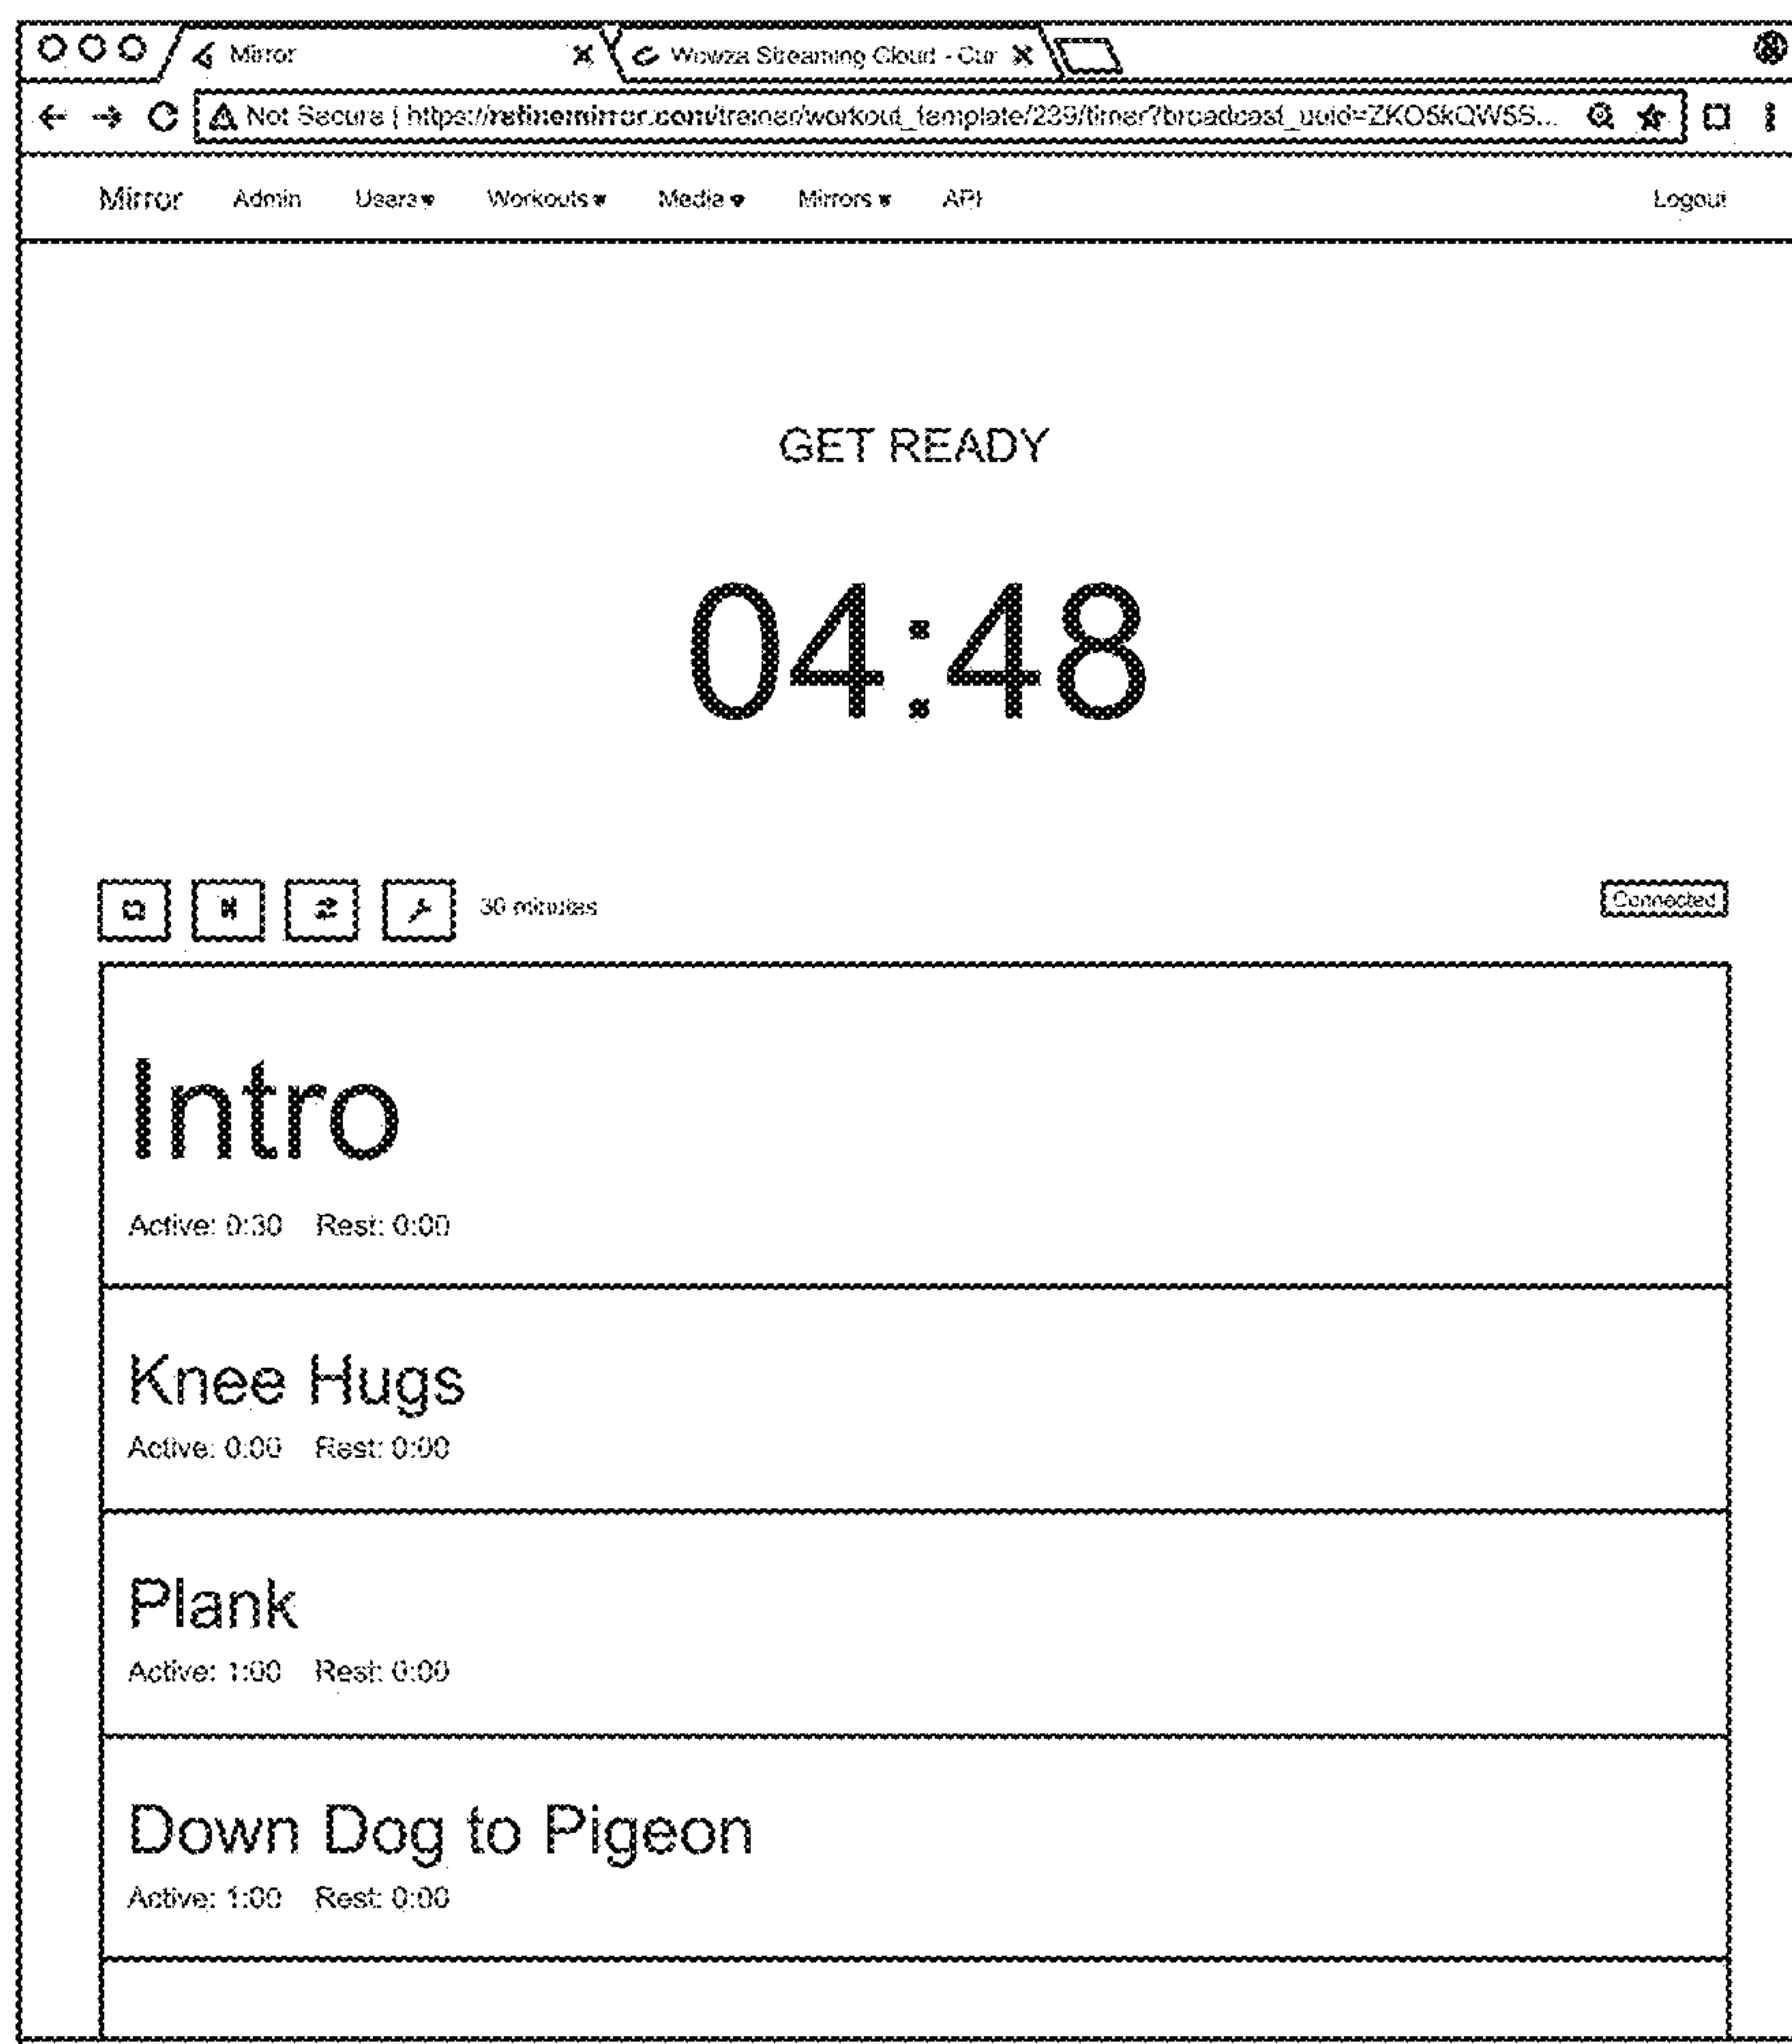 Mirror Wowza Streaming Cloud - Cur
Not Secure | https://refinemirror.com/trainer/workout_template/239/timer?broadcast_uuid=
Mirror Admin Users Workouts Media Mirrors API Logout
GET READY
04:48
30 minutes Connected
Intro
Active: 0:30 Rest: 0:00
Knee Hugs
Active: 0:00 Rest: 0:00
Plank
Active: 1:00 Rest: 0:00
Down Dog to Pigeon
Active: 1:00 Rest: 0:00